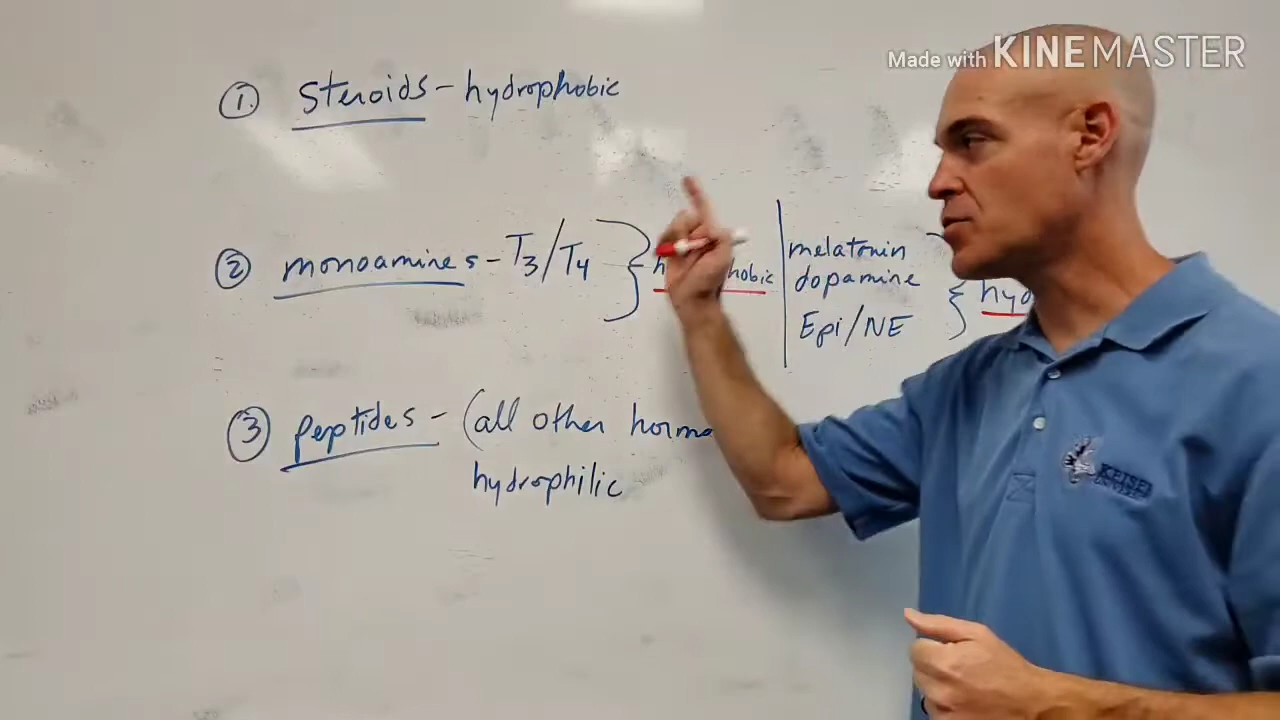 Made with KINEMASTER
1. Steroids - hydrophobic
2 monoamines - T3/T4
melatonin
dopamine
Epi/NE
3 peptides - (all other
hydrophilic
KEISER